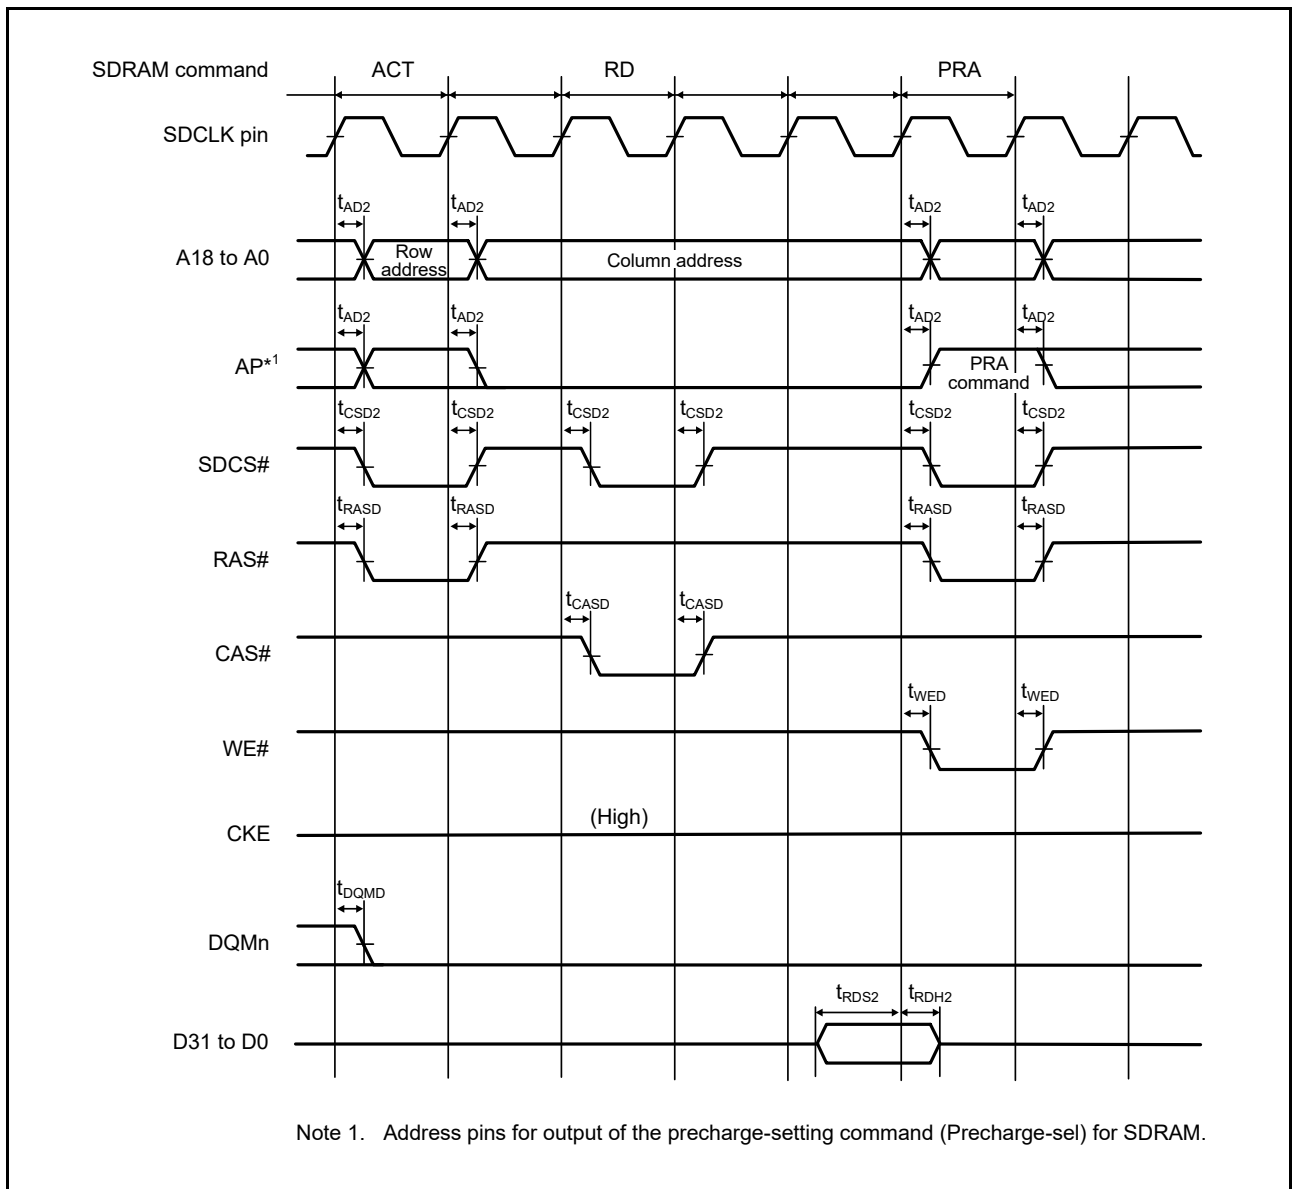 SDRAM command ACT RD PRA
SDCLK pin
tAD2 tAD2 tAD2 tAD2
A18 to A0 Row address Column address
tAD2 tAD2 tAD2 tAD2
AP*1 PRA command
tCSD2 tCSD2 tCSD2 tCSD2 tCSD2 tCSD2
SDCS#
tRASD tRASD tRASD tRASD
RAS#
tCASD tCASD
CAS#
tWED tWED
WE#
(High)
CKE
tDQMD
DQMn
tRDS2 tRDH2
D31 to D0
Note 1. Address pins for output of the precharge-setting command (Precharge-sel) for SDRAM.